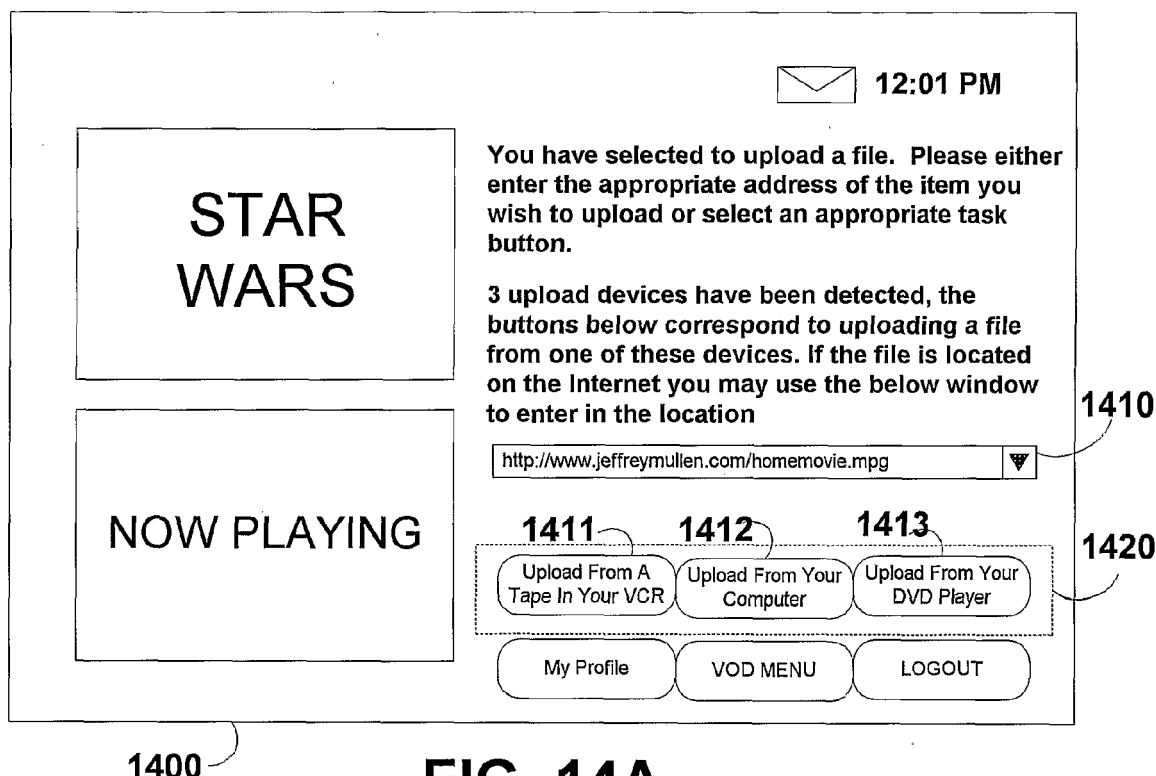 12:01 PM
STAR
WARS
You have selected to upload a file. Please either
enter the appropriate address of the item you
wish to upload or select an appropriate task
button.
3 upload devices have been detected, the
buttons below correspond to uploading a file
from one of these devices. If the file is located
on the Internet you may use the below window
to enter in the location
1410
http://www.jeffreymullen.com/homemovie.mpg
NOW PLAYING
1411
1412
1413
1420
Upload From A
Tape In Your VCR
Upload From Your
Computer
Upload From Your
DVD Player
My Profile
VOD MENU
LOGOUT
1400
FIG. 14A